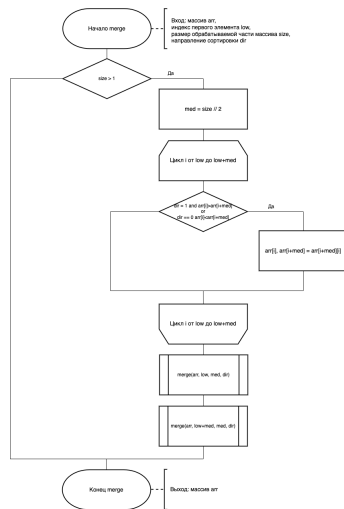 Начало merge
Вход: массив arr,
индекс первого элемента low,
размер обрабатываемой части массива size,
направление сортировки dir
size > 1
Да
med = size // 2
Цикл i от low до low+med
dir = 1 and arr[i]>arr[i+med]
or
dir == 0 arr[i]<arr[i+med]
Да
arr[i], arr[i+med] = arr[i+med][i]
Цикл i от low до low+med
merge(arr, low, med, dir)
merge(arr, low+med, med, dir)
Конец merge
Выход: массив arr